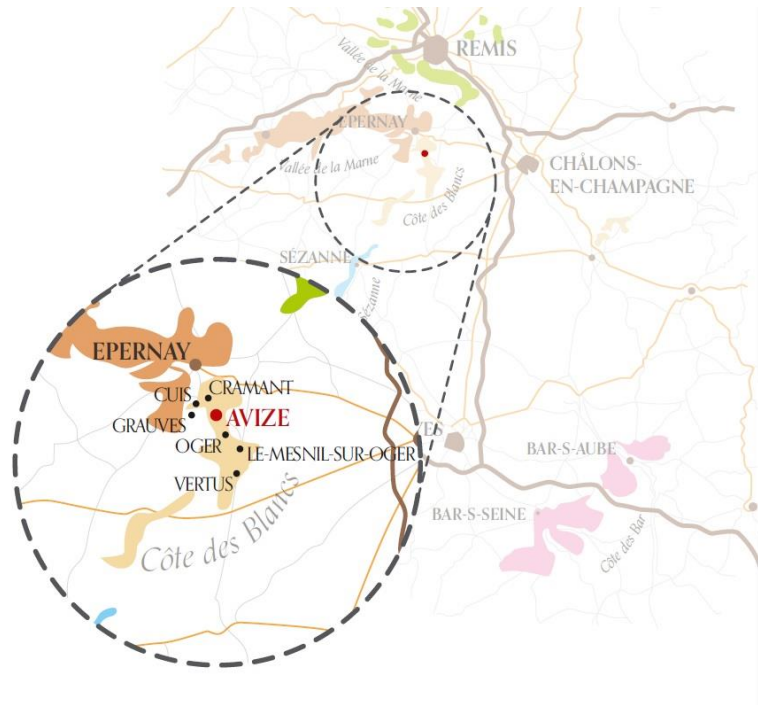 REMIS
Vallée de la Marne
EPERNAY
Vallée de la Marne
CHÂLONS-
EN-CHAMPAGNE
Côte des Blancs
SÉZANNE
Sézanne
EPERNAY
CUIS
CRAMANT
GRAUVES
AVIZE
OGER
LE-MESNIL-SUR-OGER
VERTUS
Côte des Blancs
YES
BAR-S-AUBE
BAR-S-SEINE
Côte des Bar